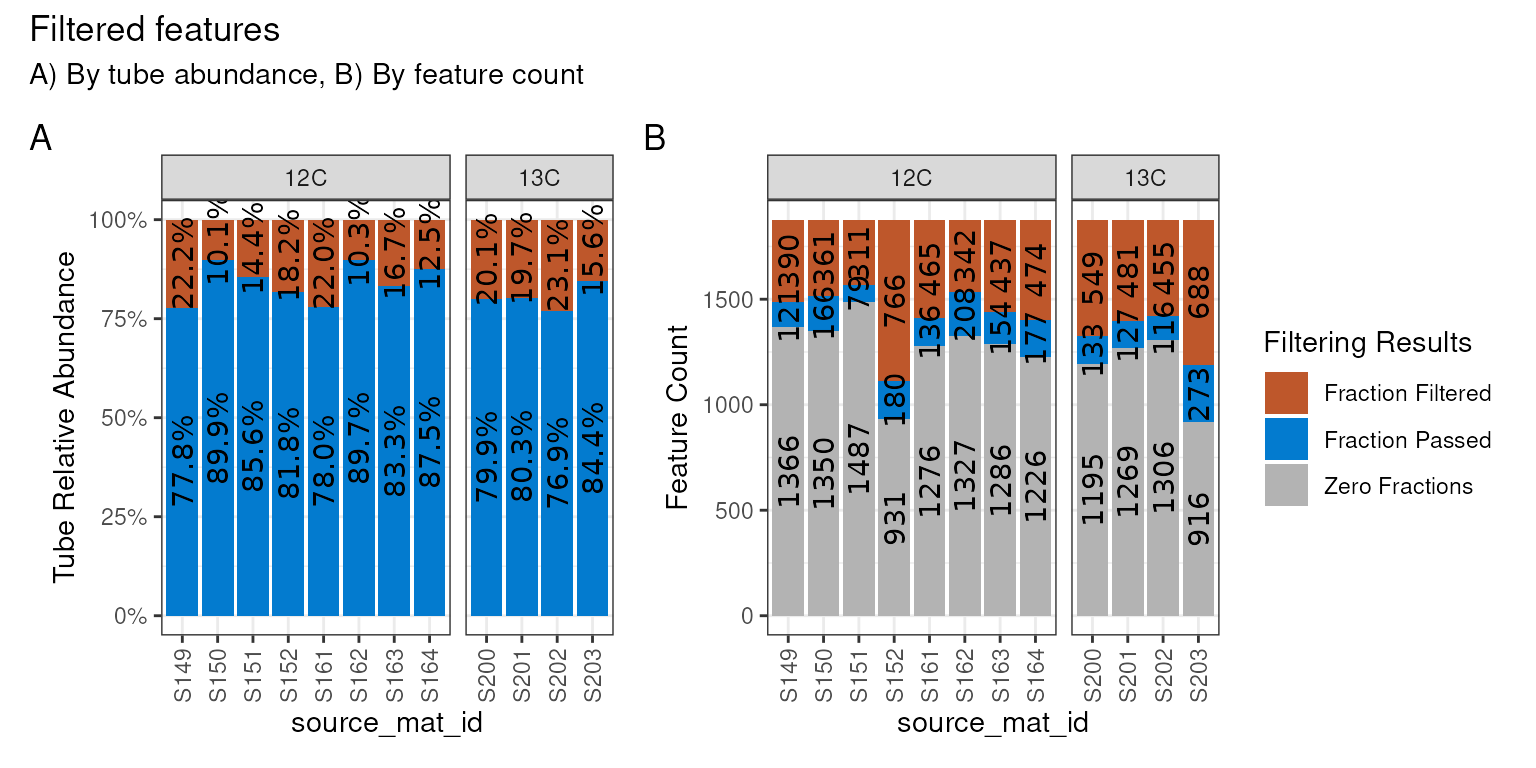 Filtered features
A) By tube abundance, B) By feature count
A
12C
13C
Tube Relative Abundance
100%
75%
50%
25%
0%
22.2%
10.1%
14.4%
18.2%
22.0%
10.3%
16.7%
12.5%
20.1%
19.7%
23.1%
15.6%
77.8%
89.9%
85.6%
81.8%
78.0%
89.7%
83.3%
87.5%
79.9%
80.3%
76.9%
84.4%
S149
S150
S151
S152
S161
S162
S163
S164
S200
S201
S202
S203
source_mat_id
B
12C
13C
Feature Count
1500
1000
500
0
390
361
311
766
465
342
437
474
549
481
455
688
121
166
79
180
136
208
154
177
133
127
116
273
1366
1350
1487
931
1276
1327
1286
1226
1195
1269
1306
916
S149
S150
S151
S152
S161
S162
S163
S164
S200
S201
S202
S203
source_mat_id
Filtering Results
Fraction Filtered
Fraction Passed
Zero Fractions